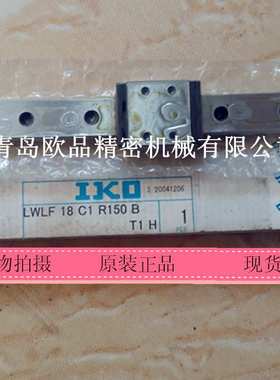 青岛欧品精密机械有限公司
IKO
S 20041206
LWLF 18 C1 R150 B
T1 H
1
物拍摄 原装正品 现货